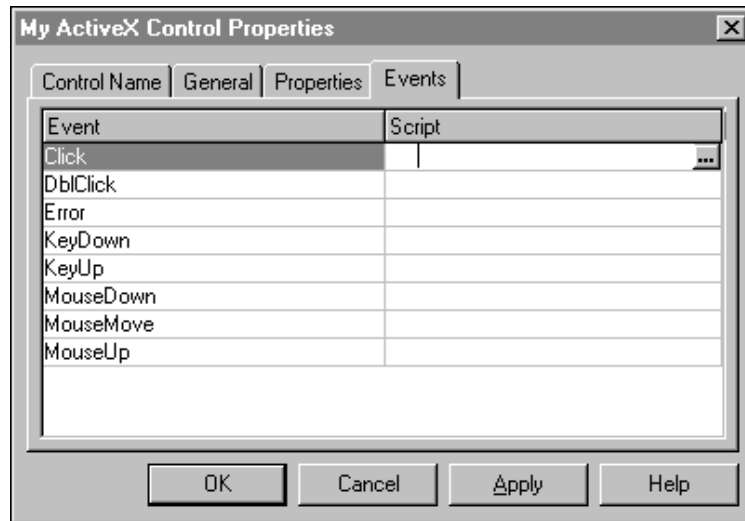 My ActiveX Control Properties
Control Name General Properties Events
Event Script
Click ...
DblClick
Error
KeyDown
KeyUp
MouseDown
MouseMove
MouseUp
OK Cancel Apply Help